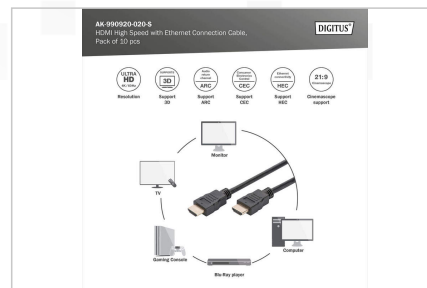 AK-990920-020-S
HDMI High Speed with Ethernet Connection Cable,
Pack of 10 pcs
DIGITUS®
ULTRA
HD
Resolution
3D
Support
3D
ARC
Support
ARC
CEC
Support
CEC
HEC
Support
HEC
21:9
Cinemascope
support
Monitor
TV
Computer
Gaming Console
Blu-Ray player